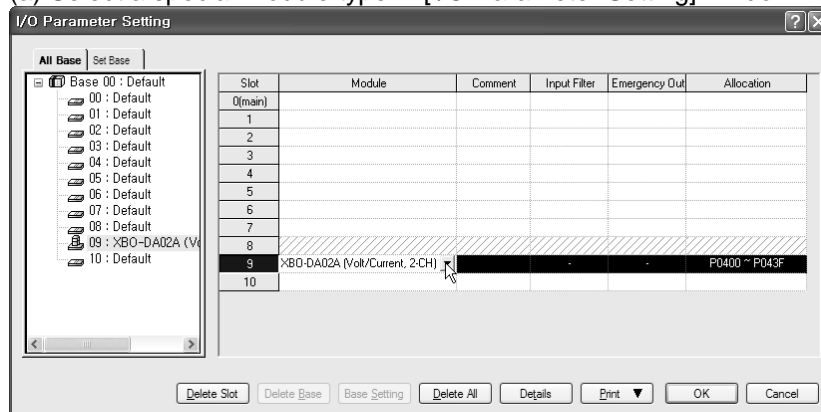 I/O Parameter Setting
All Base Set Base
Base 00 : Default
00 : Default
01 : Default
02 : Default
03 : Default
04 : Default
05 : Default
06 : Default
07 : Default
08 : Default
09 : XBO-DA02A (Vo
10 : Default
Slot Module Comment Input Filter Emergency Out Allocation
0(main)
1
2
3
4
5
6
7
8
9 XBO-DA02A (Volt/Current, 2-CH) - - P0400 ~ P043F
10
Delete Slot Delete Base Base Setting Delete All Details Print ▼ OK Cancel